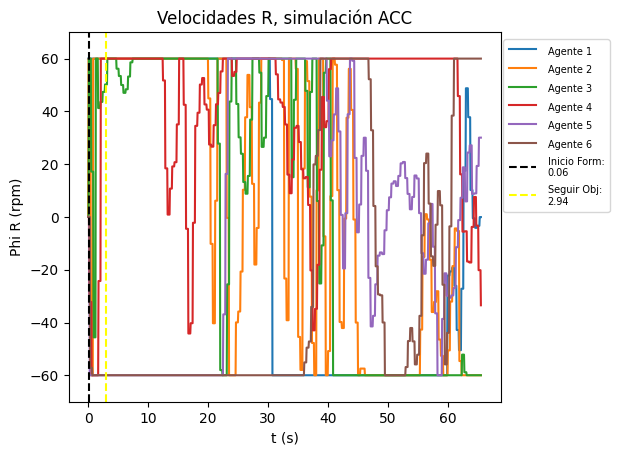 Velocidades R, simulación ACC
Phi R (rpm)
60
40
20
0
−20
−40
−60
0
10
20
30
40
50
60
t (s)
Agente 1
Agente 2
Agente 3
Agente 4
Agente 5
Agente 6
Inicio Form:
0.06
Seguir Obj:
2.94